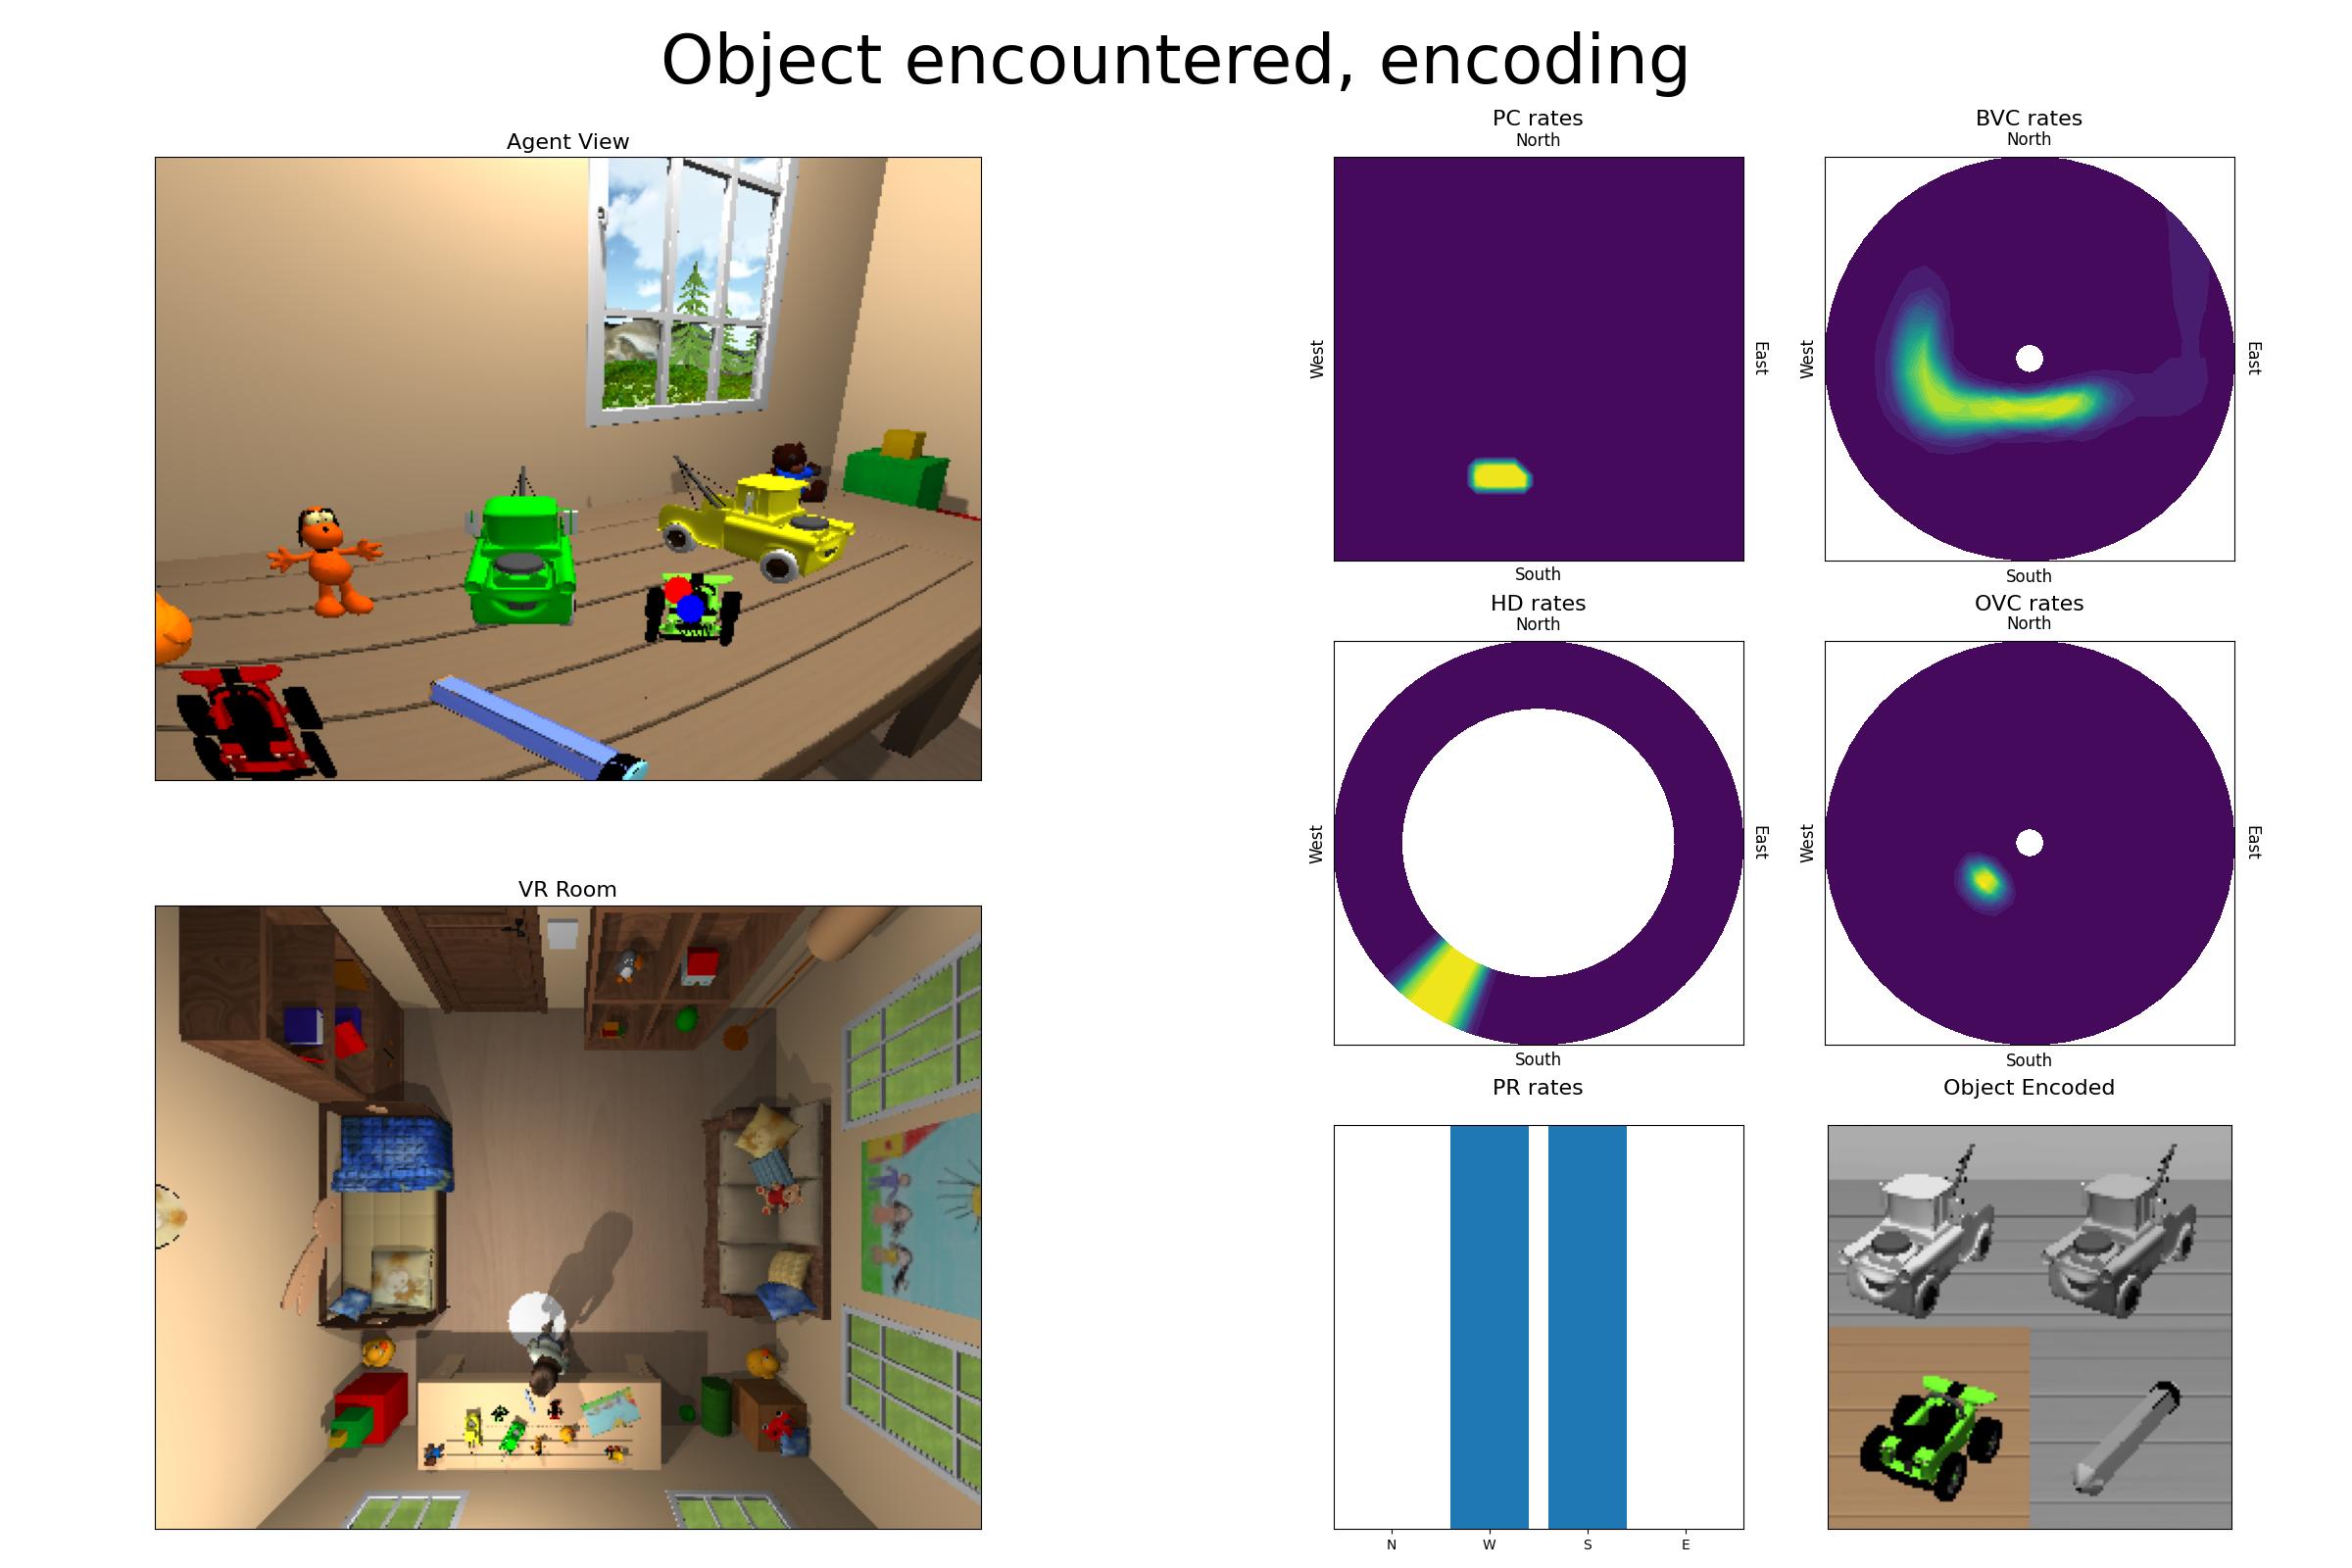 Object encountered, encoding
Agent View
PC rates
North
West
East
South
BVC rates
North
West
East
South
HD rates
North
West
East
South
OVC rates
North
West
East
South
VR Room
PR rates
N W S E
Object Encoded